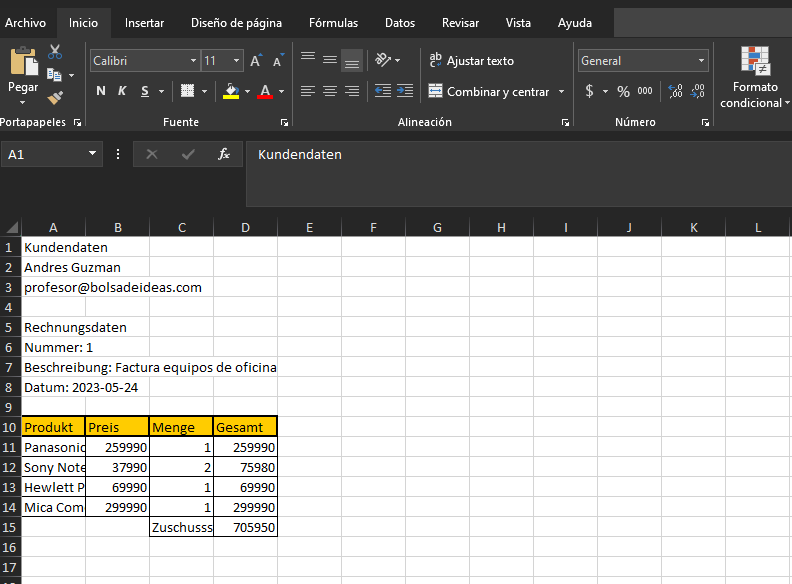 Archivo Inicio Insertar Diseño de página Fórmulas Datos Revisar Vista Ayuda
Calibri 11 A A ab Ajustar texto General
Pegar N K S A Combinar y centrar $ % 000 Formato condicional
Portapapeles Fuente Alineación Número
A1 fx Kundendaten
A B C D E F G H I J K L
1 Kundendaten
2 Andres Guzman
3 profesor@bolsadeideas.com
4
5 Rechnungsdaten
6 Nummer: 1
7 Beschreibung: Factura equipos de oficina
8 Datum: 2023-05-24
9
10 Produkt Preis Menge Gesamt
11 Panasonic 259990 1 259990
12 Sony Note 37990 2 75980
13 Hewlett P 69990 1 69990
14 Mica Com 299990 1 299990
15 Zuschusss 705950
16
17